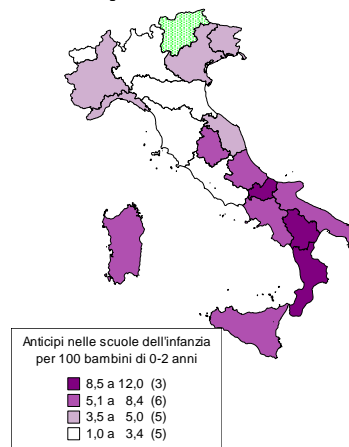 Anticipi nelle scuole dell'infanzia
per 100 bambini di 0-2 anni
8,5 a 12,0 (3)
5,1 a 8,4 (6)
3,5 a 5,0 (5)
1,0 a 3,4 (5)